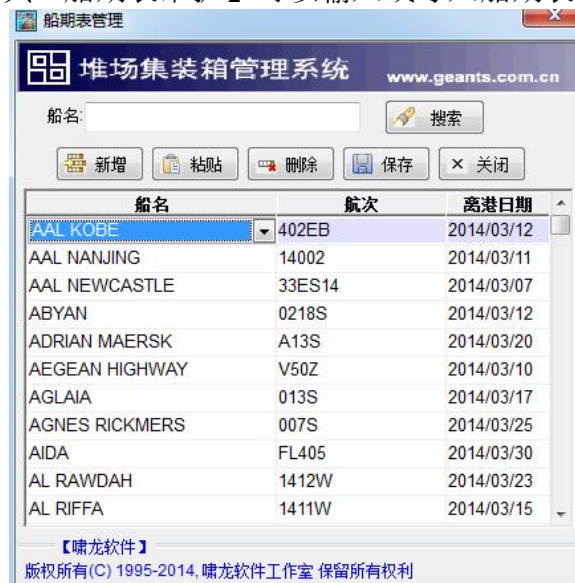 船期表管理
堆场集装箱管理系统 www.geants.com.cn
船名: 搜索
新增 粘贴 删除 保存 × 关闭
船名 航次 离港日期
AAL KOBE 402EB 2014/03/12
AAL NANJING 14002 2014/03/11
AAL NEWCASTLE 33ES14 2014/03/07
ABYAN 0218S 2014/03/12
ADRIAN MAERSK A13S 2014/03/20
AEGEAN HIGHWAY V50Z 2014/03/10
AGLAIA 013S 2014/03/17
AGNES RICKMERS 007S 2014/03/25
AIDA FL405 2014/03/30
AL RAWDAH 1412W 2014/03/23
AL RIFFA 1411W 2014/03/15
【啸龙软件】
版权所有(C) 1995-2014, 啸龙软件工作室 保留所有权利